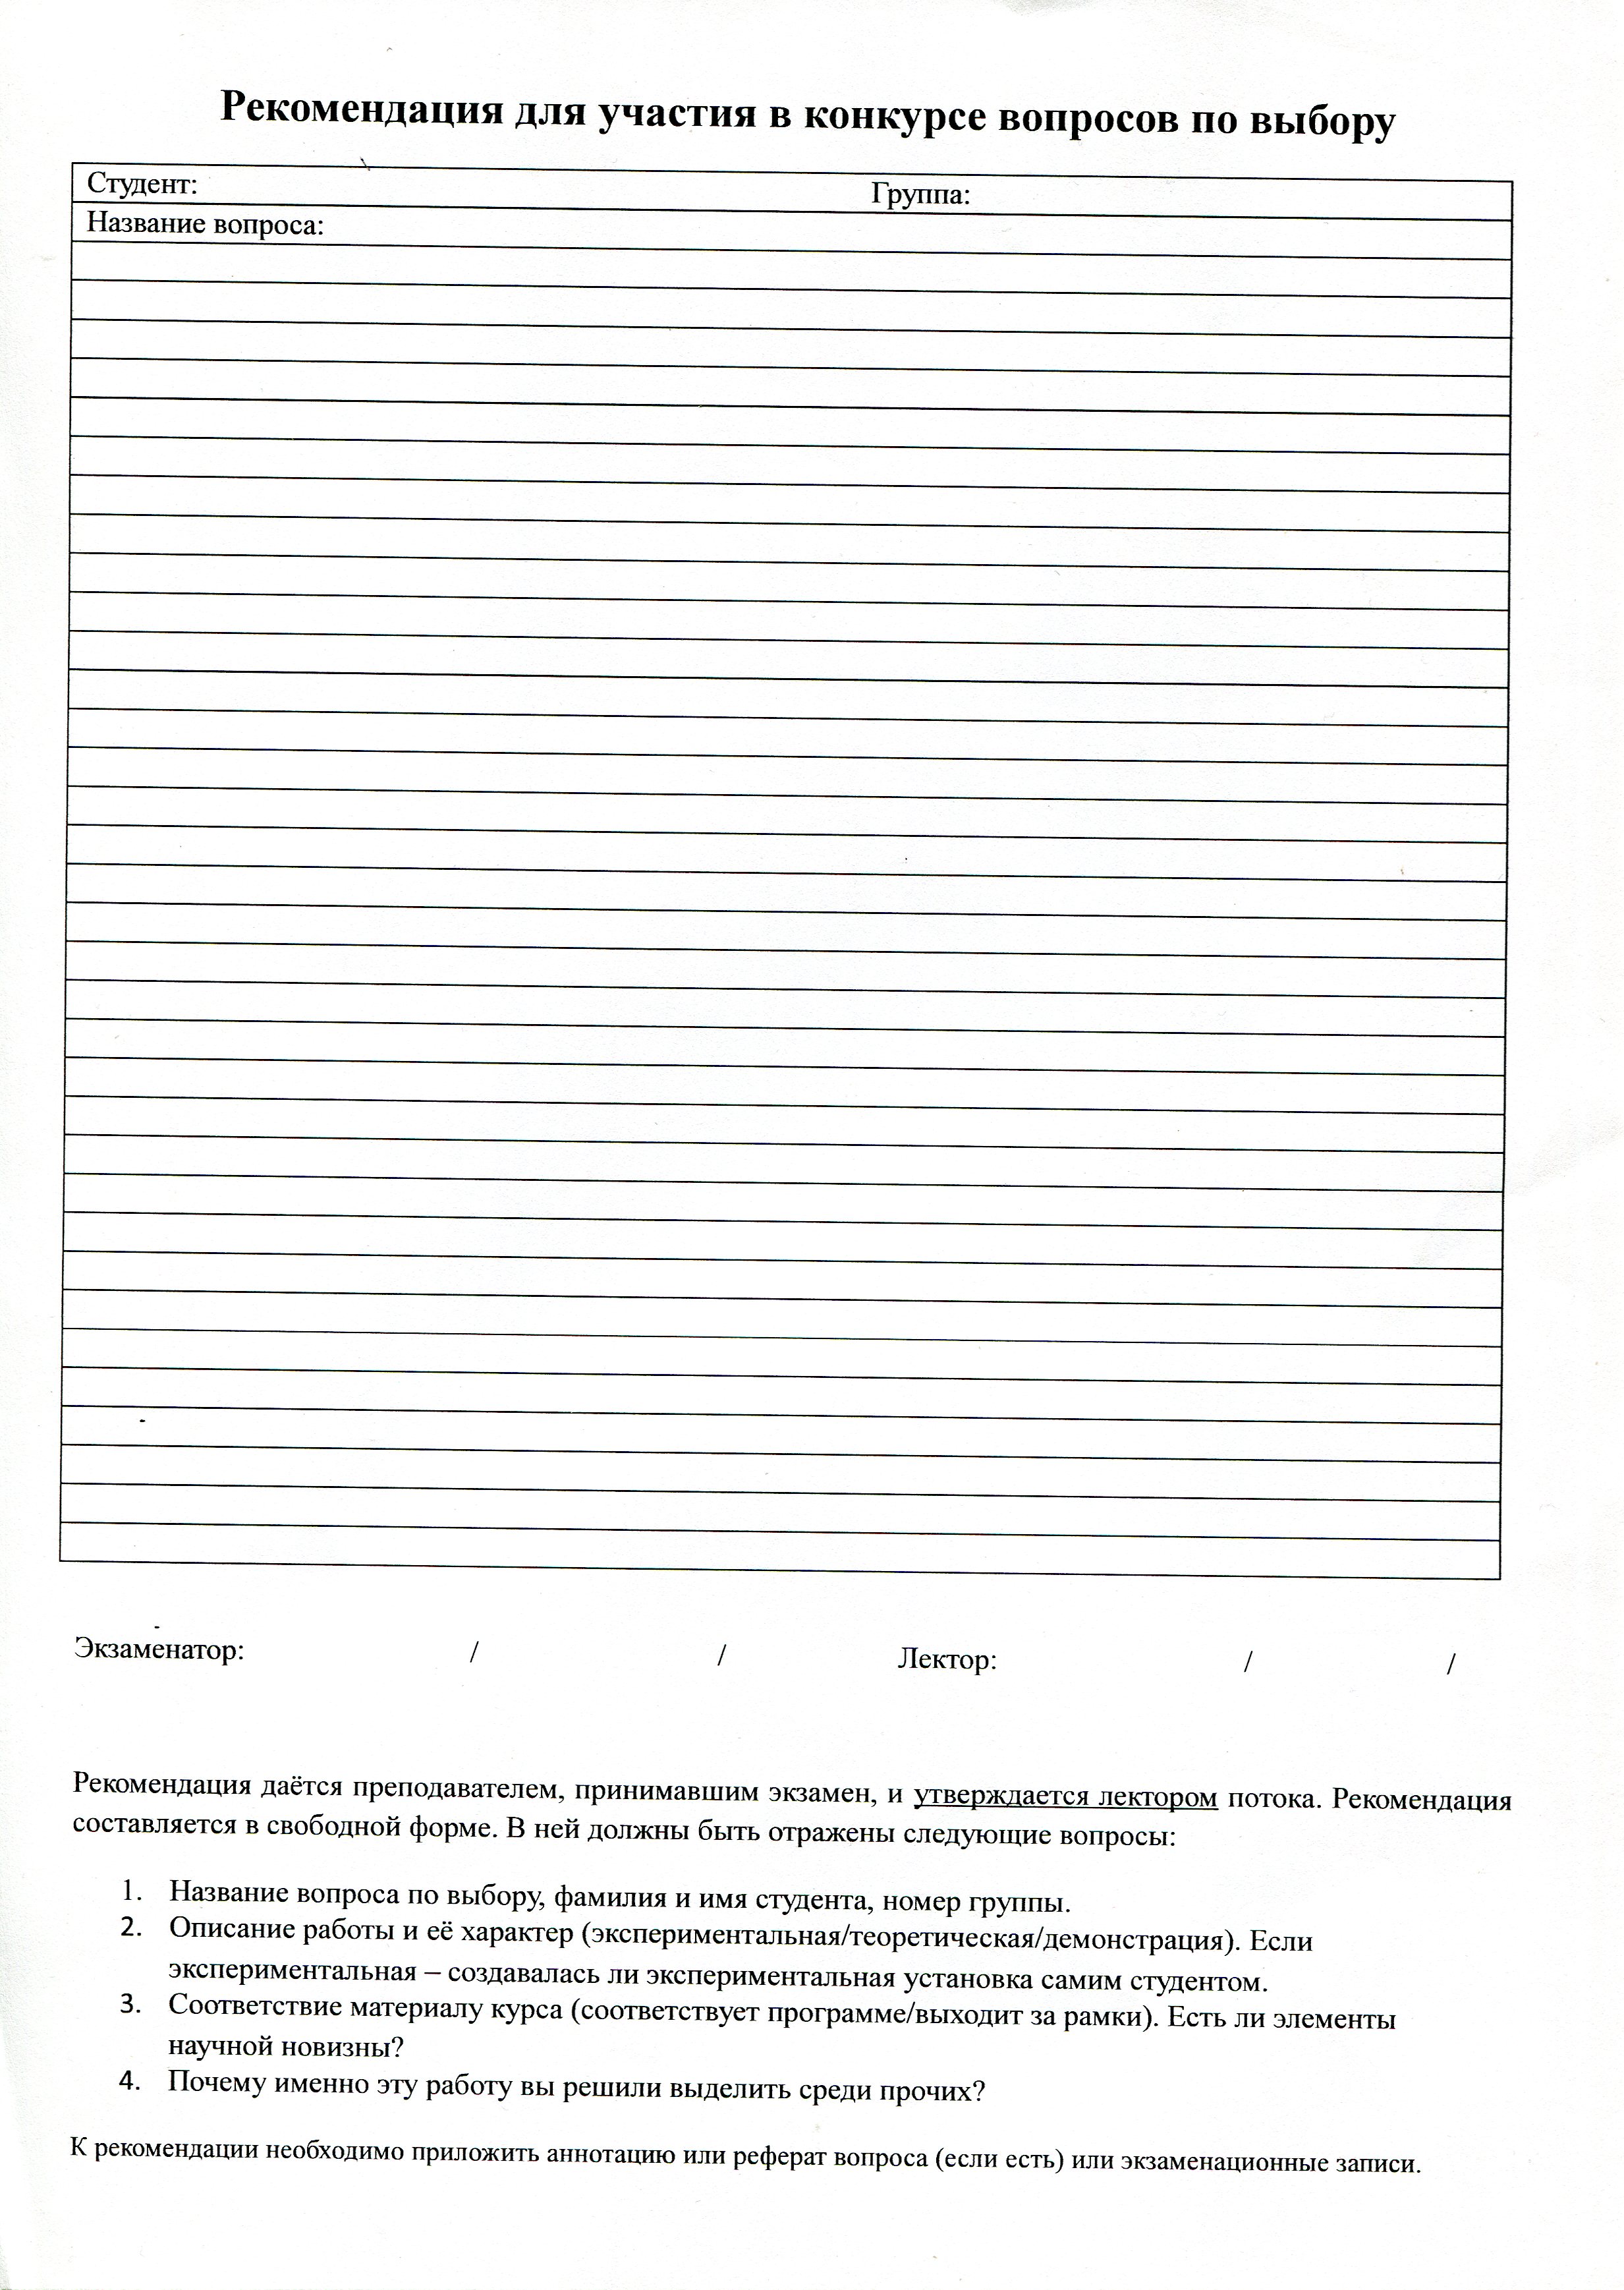 Рекомендация для участия в конкурсе вопросов по выбору
Студент: Группа:
Название вопроса:
Экзаменатор: / / Лектор: / /
Рекомендация даётся преподавателем, принимавшим экзамен, и утверждается лектором потока. Рекомендация
составляется в свободной форме. В ней должны быть отражены следующие вопросы:
1. Название вопроса по выбору, фамилия и имя студента, номер группы.
2. Описание работы и её характер (экспериментальная/теоретическая/демонстрация). Если
экспериментальная – создавалась ли экспериментальная установка самим студентом.
3. Соответствие материалу курса (соответствует программе/выходит за рамки). Есть ли элементы
научной новизны?
4. Почему именно эту работу вы решили выделить среди прочих?
К рекомендации необходимо приложить аннотацию или реферат вопроса (если есть) или экзаменационные записи.